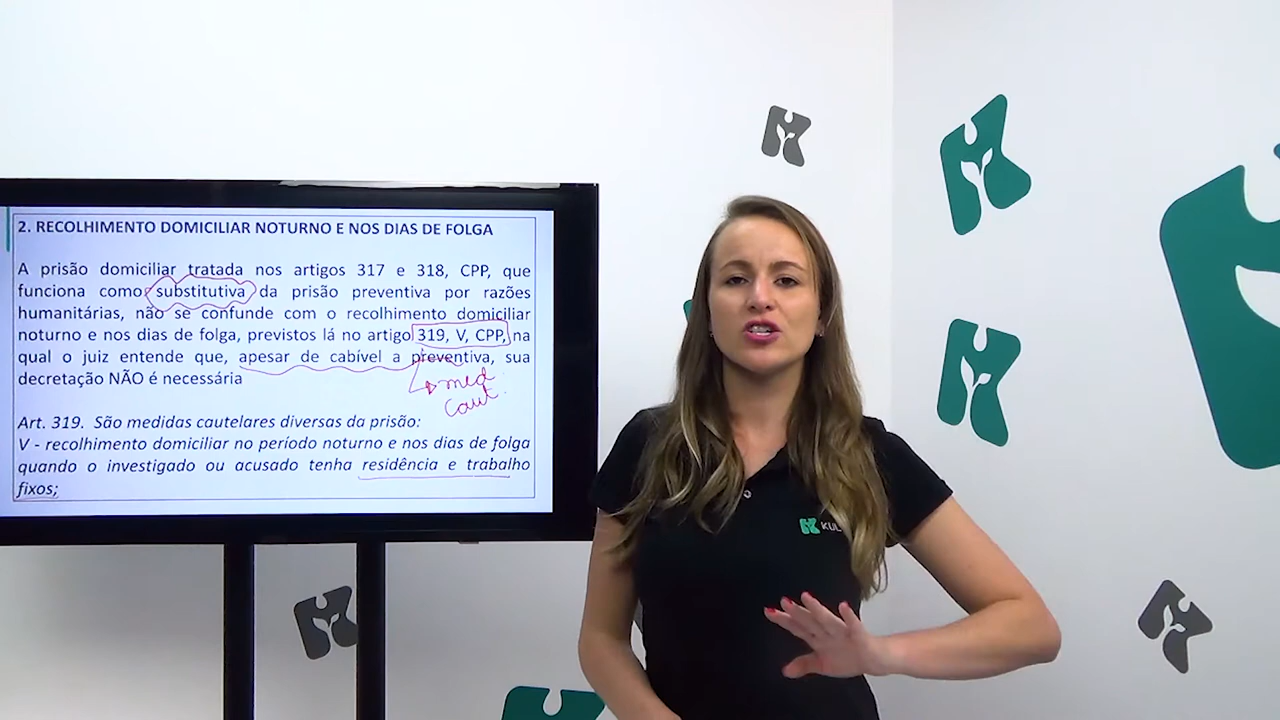 2. RECOLHIMENTO DOMICILIAR NOTURNO E NOS DIAS DE FOLGA
A prisão domiciliar tratada nos artigos 317 e 318, CPP, que
funciona como substitutiva da prisão preventiva por razões
humanitárias, não se confunde com o recolhimento domiciliar
noturno e nos dias de folga, previstos lá no artigo 319, V, CPP, na
qual o juiz entende que, apesar de cabível a preventiva, sua
decretação NÃO é necessária
med
caut.
Art. 319. São medidas cautelares diversas da prisão:
V - recolhimento domiciliar no período noturno e nos dias de folga
quando o investigado ou acusado tenha residência e trabalho
fixos;